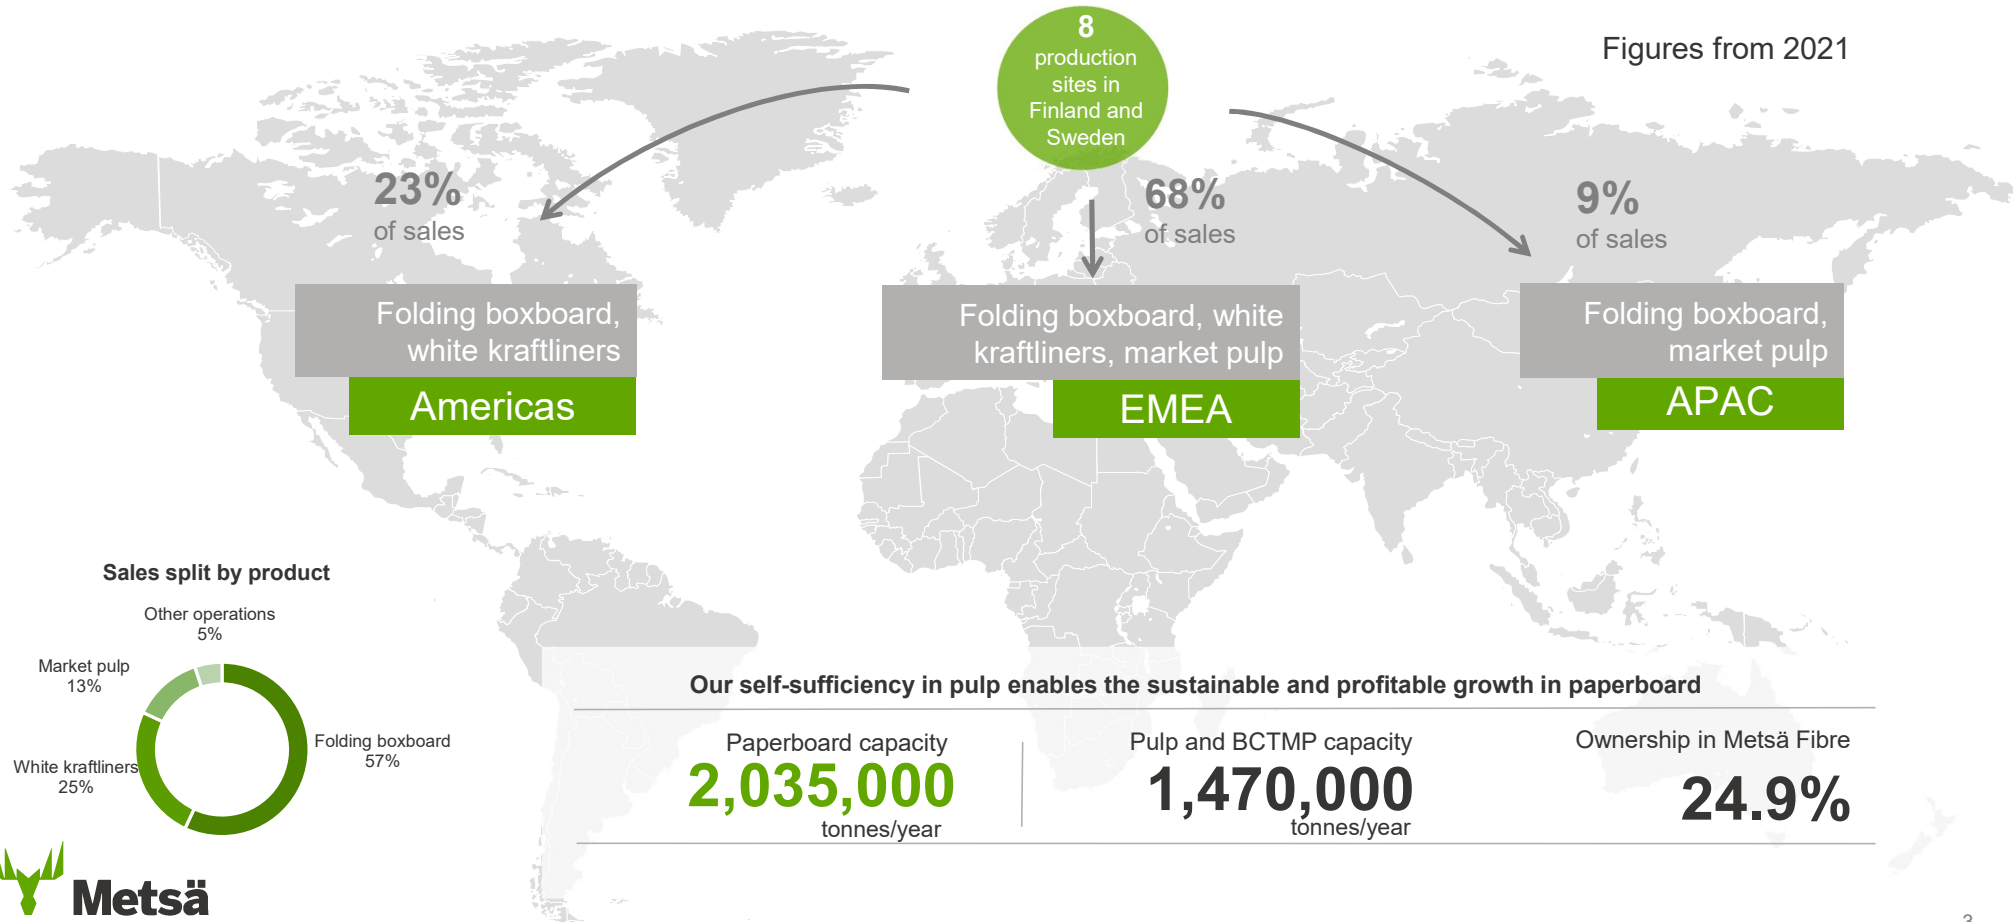 8
production
sites in
Finland and
Sweden
Figures from 2021
23%
of sales
68%
of sales
9%
of sales
Folding boxboard,
white kraftliners
Americas
Folding boxboard, white
kraftliners, market pulp
EMEA
Folding boxboard,
market pulp
APAC
Sales split by product
Other operations
5%
Market pulp
13%
Folding boxboard
57%
White kraftliners
25%
Our self-sufficiency in pulp enables the sustainable and profitable growth in paperboard
Paperboard capacity
2,035,000
tonnes/year
Pulp and BCTMP capacity
1,470,000
tonnes/year
Ownership in Metsä Fibre
24.9%
Metsä
3